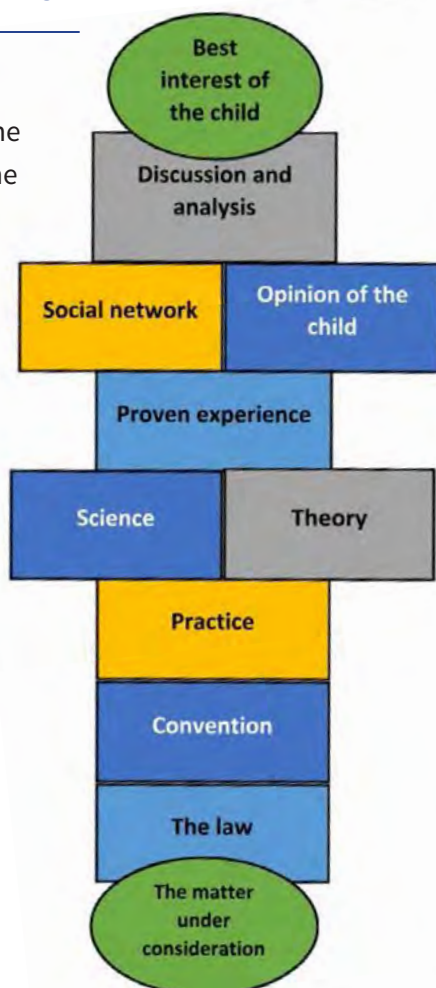 Best
interest of
the child
Discussion and
analysis
Social network
Opinion of the
child
Proven experience
Science
Theory
Practice
Convention
The law
The matter
under
consideration